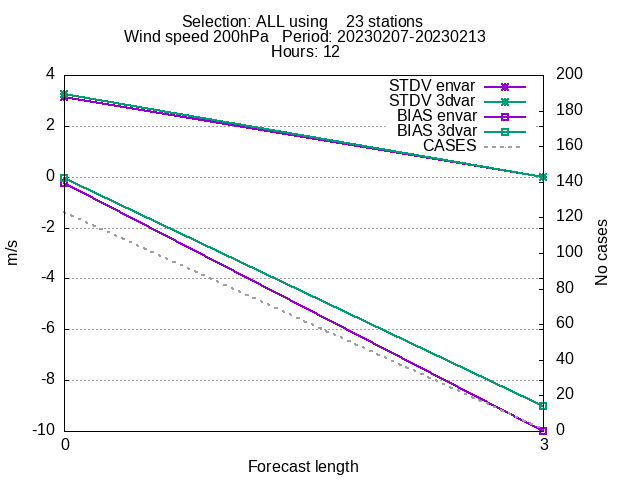 Selection: ALL using    23 stations
Wind speed 200hPa   Period: 20230207-20230213
Hours: 12
4
2
0
-2
-4
-6
-8
-10
m/s
200
180
160
140
120
100
80
60
40
20
0
No cases
STDV envar
STDV 3dvar
BIAS envar
BIAS 3dvar
CASES
0
3
Forecast length